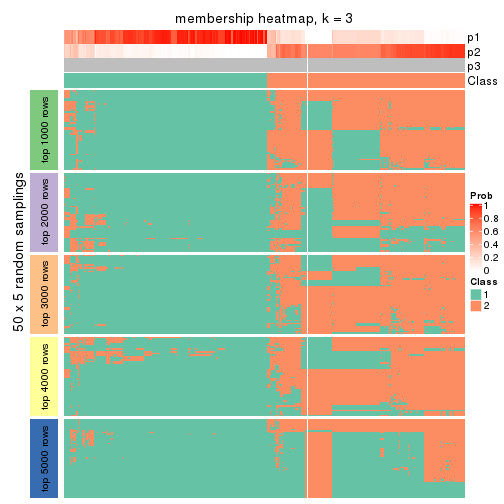 membership heatmap, k = 3
p1
p2
p3
Class
50 x 5 random samplings
top 1000 rows
top 2000 rows
top 3000 rows
top 4000 rows
top 5000 rows
Prob
1
0.8
0.6
0.4
0.2
0
Class
1
2